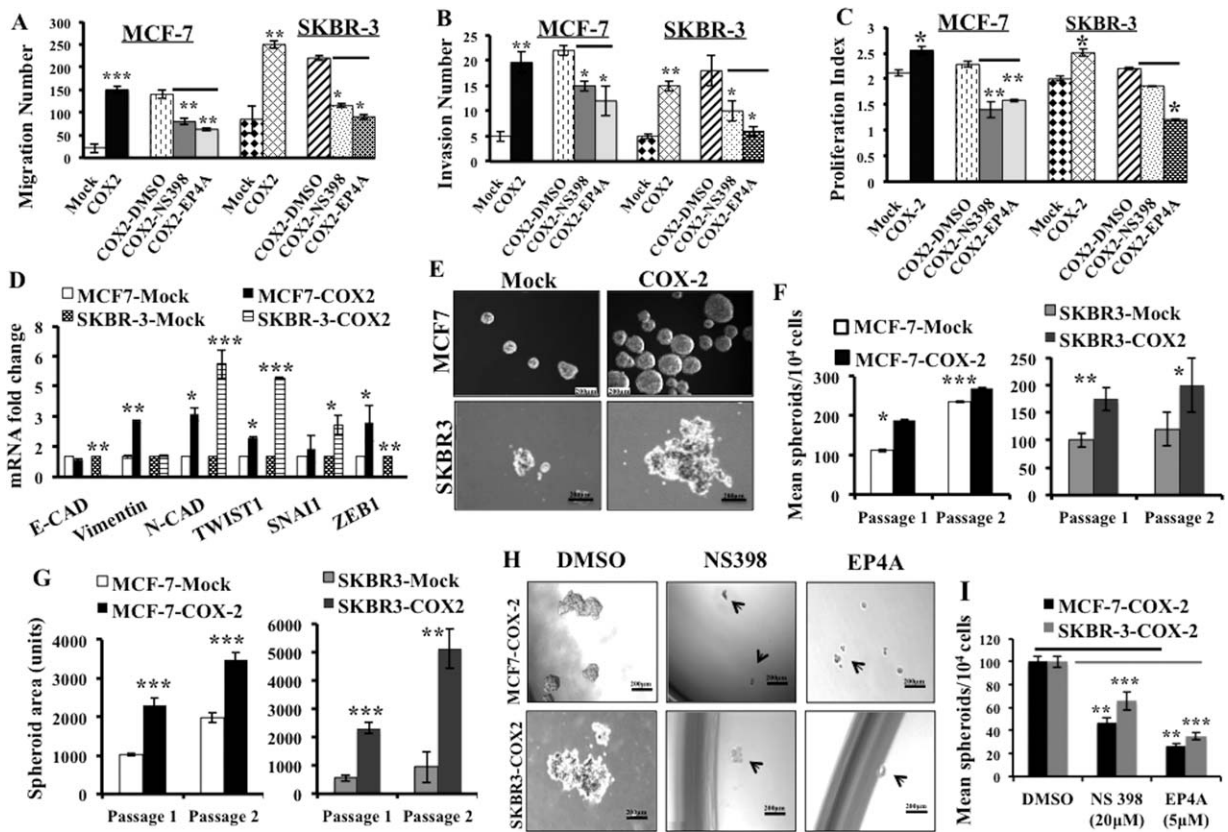 A
MCF-7
SKBR-3
Migration Number
300
250
200
150
100
50
0
***
**
**
**
*
*
Mock
COX2
COX2-DMSO
COX2-NS398
COX2-EP4A
Mock
COX2
COX2-DMSO
COX2-NS398
COX2-EP4A
B
MCF-7
SKBR-3
Invasion Number
25
20
15
10
5
0
**
*
*
**
*
*
Mock
COX2
COX2-DMSO
COX2-NS398
COX2-EP4A
Mock
COX2
COX2-DMSO
COX2-NS398
COX2-EP4A
C
MCF-7
SKBR-3
Proliferation Index
3
2.5
2
1.5
1
0.5
0
*
**
**
*
*
Mock
COX-2
COX2-DMSO
COX2-NS398
COX2-EP4A
Mock
COX-2
COX2-DMSO
COX2-NS398
COX2-EP4A
D
MCF7-Mock
MCF7-COX2
SKBR-3-Mock
SKBR-3-COX2
mRNA fold change
8
6
3
2
0
**
**
*
***
*
***
*
*
**
E-CAD
Vimentin
N-CAD
TWIST1
SNAI1
ZEB1
E
Mock
COX-2
MCF7
SKBR3
200µm
200µm
200µm
200µm
F
MCF-7-Mock
MCF-7-COX-2
SKBR3-Mock
SKBR3-COX2
Mean spheroids/10⁴ cells
300
200
100
0
*
***
Passage 1
Passage 2
250
200
150
100
50
0
**
*
Passage 1
Passage 2
G
MCF-7-Mock
MCF-7-COX-2
SKBR3-Mock
SKBR3-COX2
Spheroid area (units)
4000
3000
2000
1000
0
***
***
Passage 1
Passage 2
6000
5000
4000
3000
2000
1000
0
***
**
Passage 1
Passage 2
H
DMSO
NS398
EP4A
MCF7-COX-2
SKBR3-COX2
200µm
200µm
200µm
200µm
200µm
200µm
I
MCF-7-COX-2
SKBR-3-COX-2
Mean spheroids/10⁴ cells
120
100
80
60
40
20
0
**
***
**
***
DMSO
NS 398
(20µM)
EP4A
(5µM)